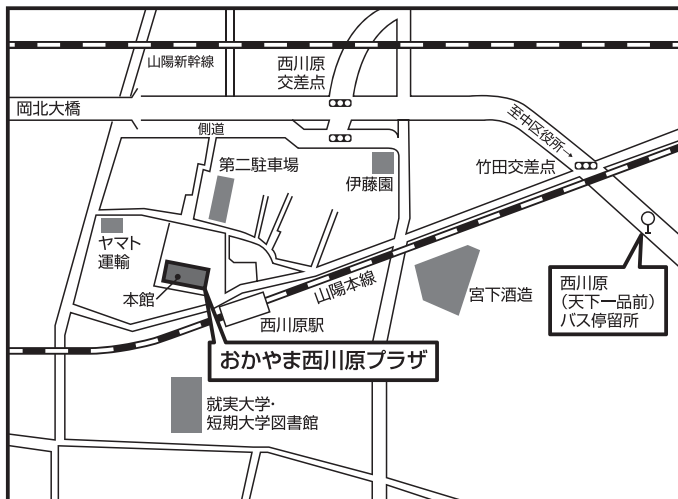 山陽新幹線
西川原
交差点
岡北大橋
側道
至中区役所→
第二駐車場
伊藤園
竹田交差点
ヤマト
運輸
本館
山陽本線
宮下酒造
西川原
(天下一品前)
バス停留所
西川原駅
おかやま西川原プラザ
就実大学・
短期大学図書館